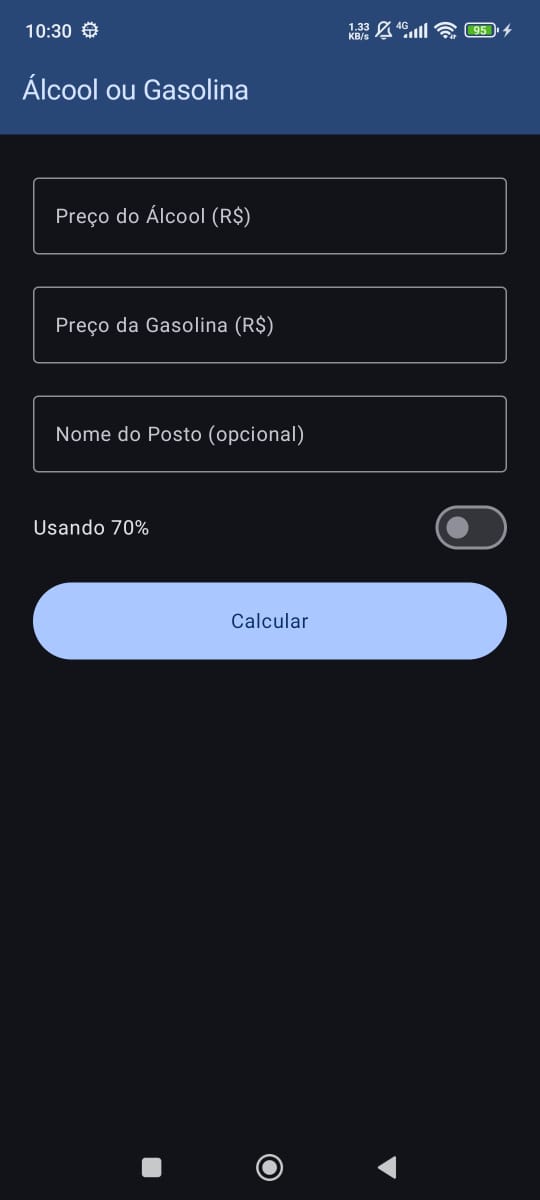 10:30
1.33
KB/s
4G
95
Álcool ou Gasolina
Preço do Álcool (R$)
Preço da Gasolina (R$)
Nome do Posto (opcional)
Usando 70%
Calcular